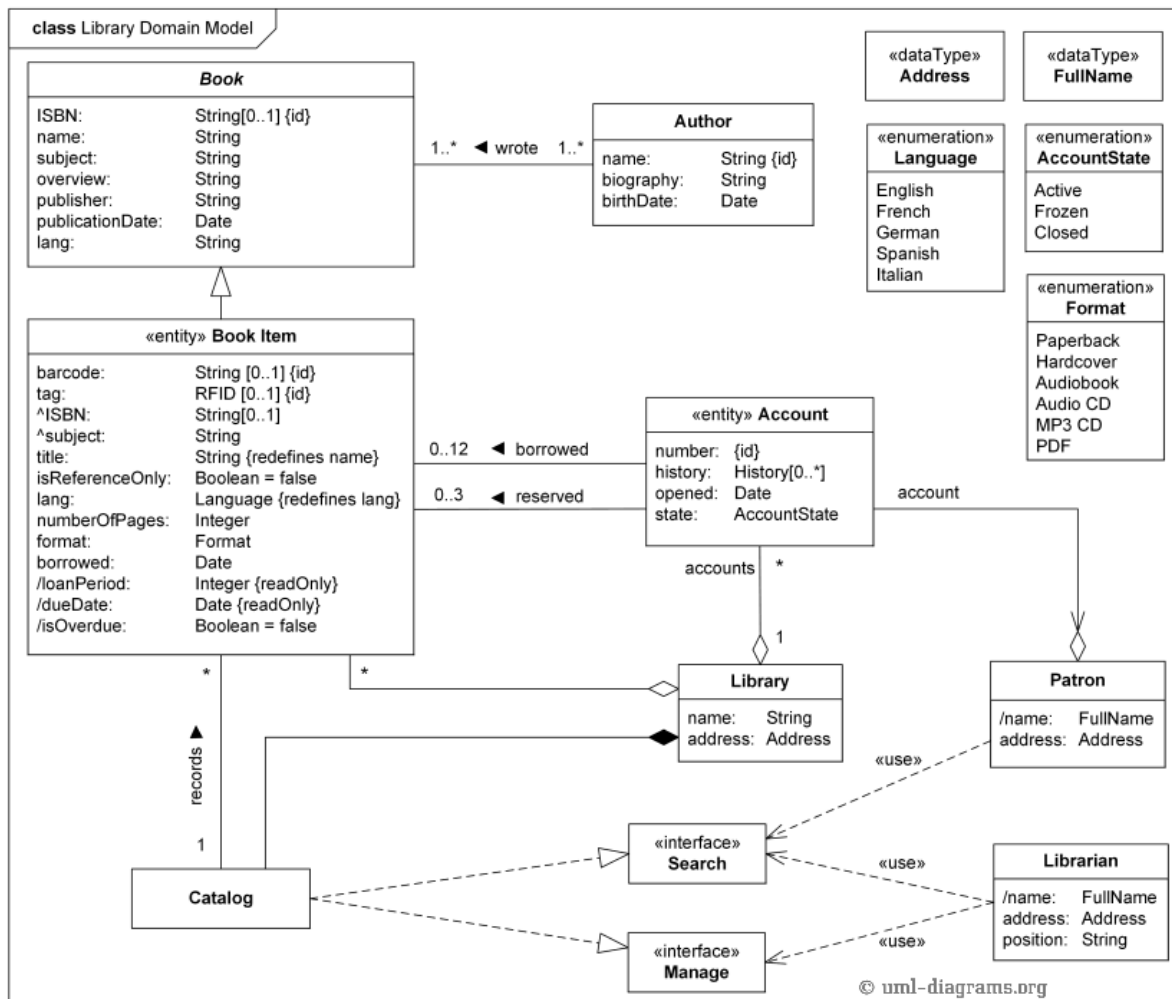 class Library Domain Model
Book
ISBN: String[0..1] {id}
name: String
subject: String
overview: String
publisher: String
publicationDate: Date
lang: String
1..* ◄ wrote 1..*
Author
name: String {id}
biography: String
birthDate: Date
«dataType»
Address
«dataType»
FullName
«enumeration»
Language
English
French
German
Spanish
Italian
«enumeration»
AccountState
Active
Frozen
Closed
«enumeration»
Format
Paperback
Hardcover
Audiobook
Audio CD
MP3 CD
PDF
«entity» Book Item
barcode: String [0..1] {id}
tag: RFID [0..1] {id}
^ISBN: String[0..1]
^subject: String
title: String {redefines name}
isReferenceOnly: Boolean = false
lang: Language {redefines lang}
numberOfPages: Integer
format: Format
borrowed: Date
/loanPeriod: Integer {readOnly}
/dueDate: Date {readOnly}
/isOverdue: Boolean = false
0..12 ◄ borrowed
0..3 ◄ reserved
«entity» Account
number: {id}
history: History[0..*]
opened: Date
state: AccountState
account
accounts *
1
* *
Library
name: String
address: Address
Patron
/name: FullName
address: Address
records ►
1
«use»
Catalog
«interface»
Search
«use»
Librarian
/name: FullName
address: Address
position: String
«interface»
Manage
«use»
© uml-diagrams.org